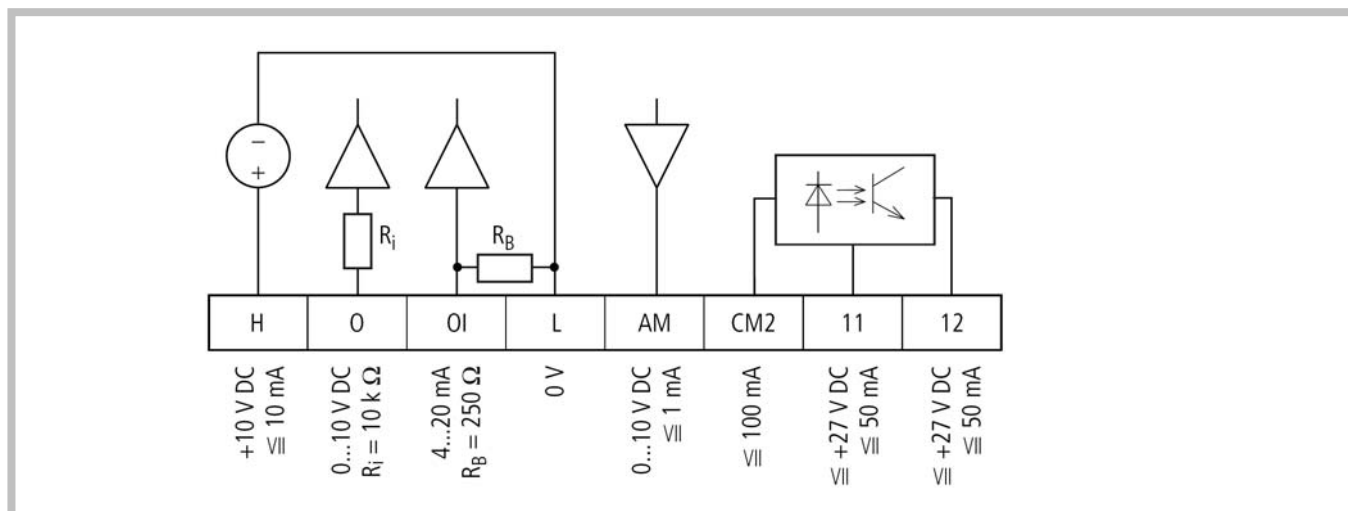 −
+
Ri
RB
H
O
OI
L
AM
CM2
11
12
+10 V DC
≦ 10 mA
0...10 V DC
Ri = 10 k Ω
4...20 mA
RB = 250 Ω
0 V
0...10 V DC
≦ 1 mA
≦ 100 mA
≦ +27 V DC
≦ 50 mA
≦ +27 V DC
≦ 50 mA